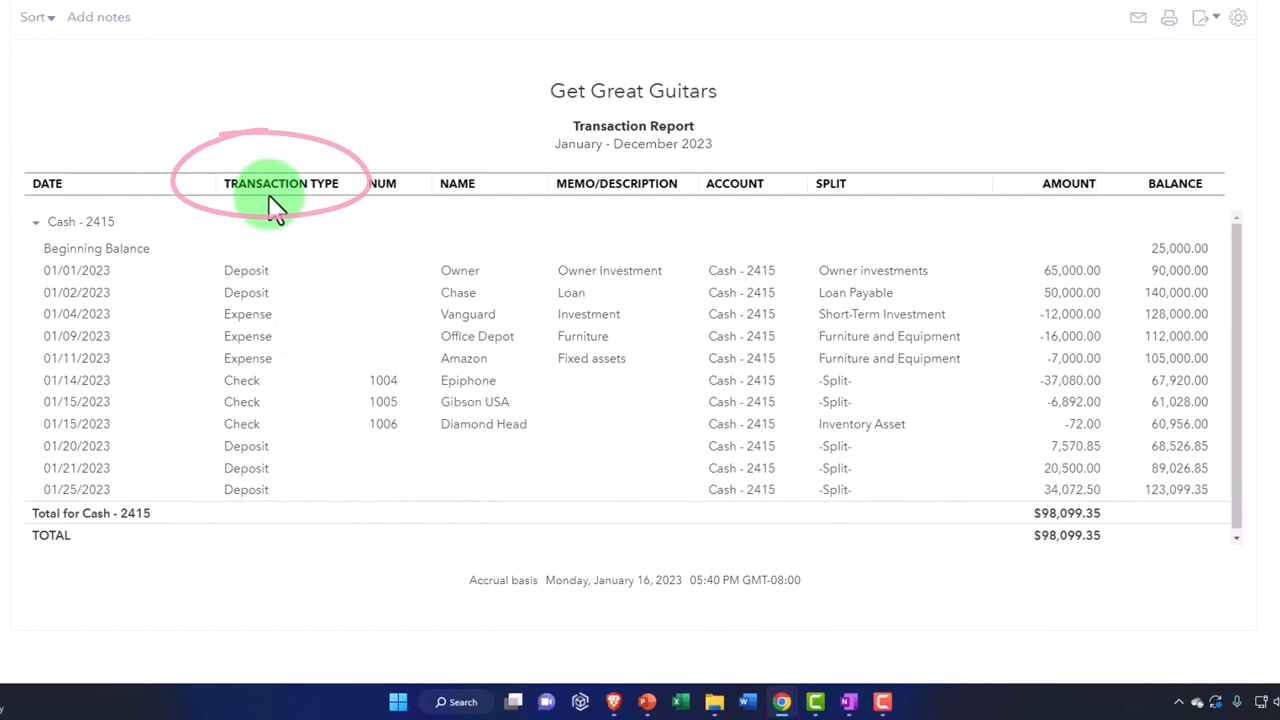 Sort Add notes
Get Great Guitars
Transaction Report
January - December 2023
DATE TRANSACTION TYPE NUM NAME MEMO/DESCRIPTION ACCOUNT SPLIT AMOUNT BALANCE
Cash - 2415
Beginning Balance 25,000.00
01/01/2023 Deposit Owner Owner Investment Cash - 2415 Owner investments 65,000.00 90,000.00
01/02/2023 Deposit Chase Loan Cash - 2415 Loan Payable 50,000.00 140,000.00
01/04/2023 Expense Vanguard Investment Cash - 2415 Short-Term Investment -12,000.00 128,000.00
01/09/2023 Expense Office Depot Furniture Cash - 2415 Furniture and Equipment -16,000.00 112,000.00
01/11/2023 Expense Amazon Fixed assets Cash - 2415 Furniture and Equipment -7,000.00 105,000.00
01/14/2023 Check 1004 Epiphone Cash - 2415 -Split- -37,080.00 67,920.00
01/15/2023 Check 1005 Gibson USA Cash - 2415 -Split- -6,892.00 61,028.00
01/15/2023 Check 1006 Diamond Head Cash - 2415 Inventory Asset -72.00 60,956.00
01/20/2023 Deposit Cash - 2415 -Split- 7,570.85 68,526.85
01/21/2023 Deposit Cash - 2415 -Split- 20,500.00 89,026.85
01/25/2023 Deposit Cash - 2415 -Split- 34,072.50 123,099.35
Total for Cash - 2415 $98,099.35
TOTAL $98,099.35
Accrual basis Monday, January 16, 2023 05:40 PM GMT-08:00
Search